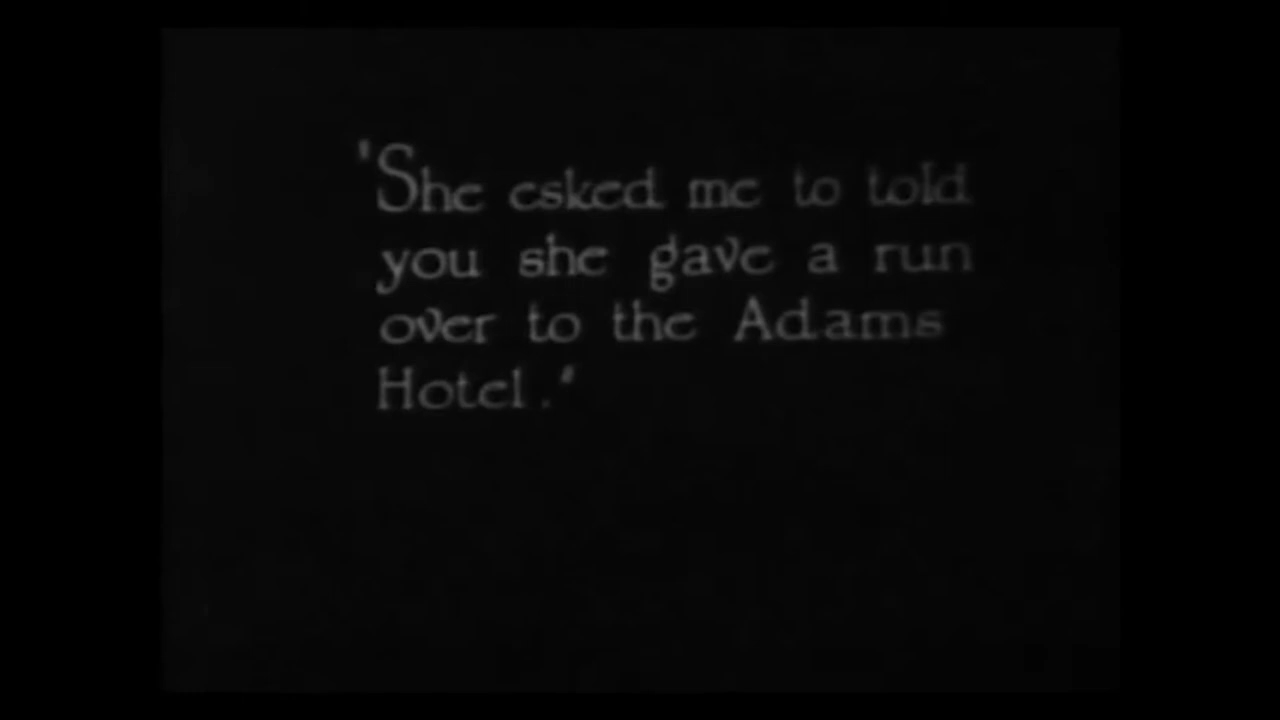 'She esked me to told
you she gave a run
over to the Adams
Hotel.'